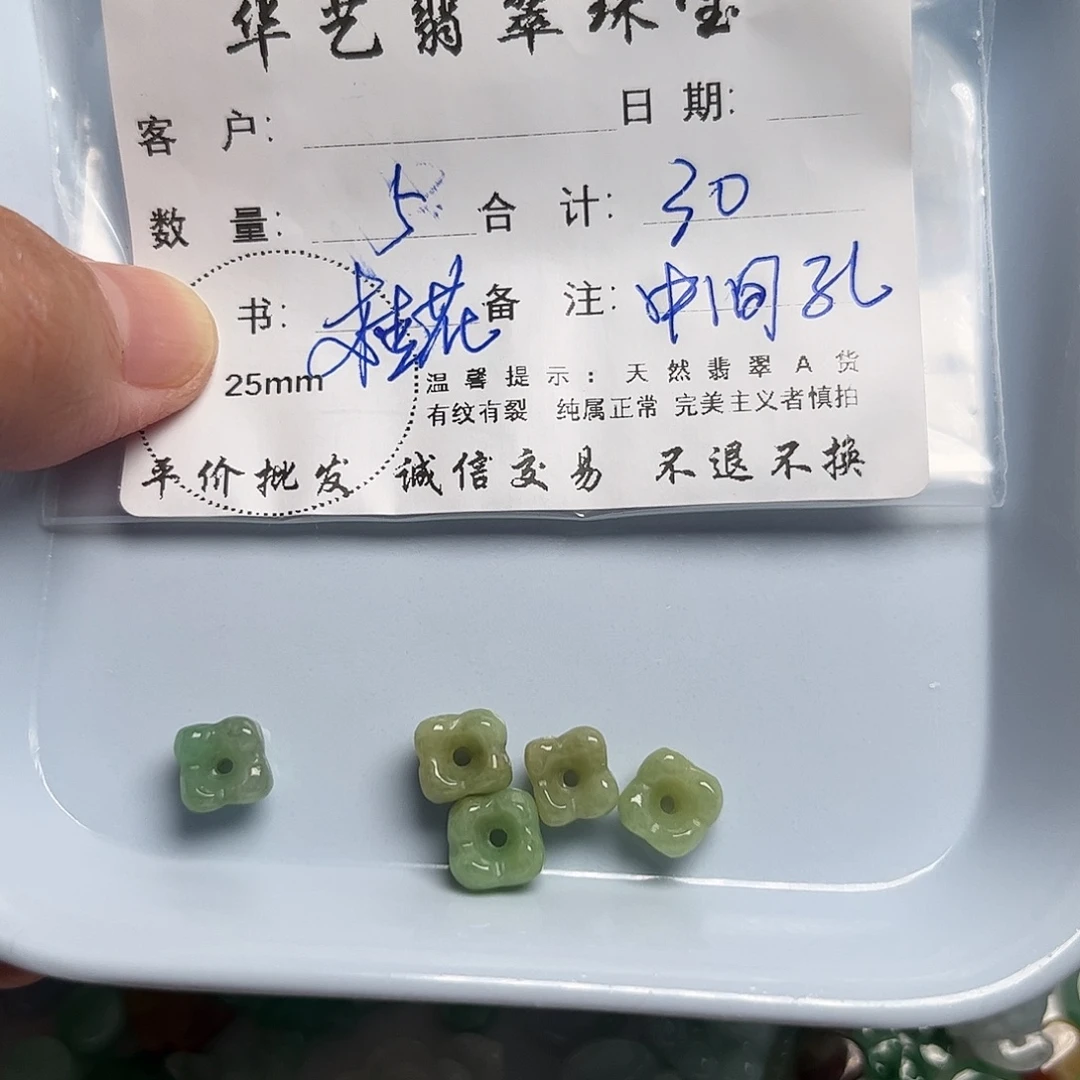 华艺翡翠珠宝
客 户: 日 期:
数 量: 5 合 计: 30
书: 桂花 备 注: 中间孔
25mm 温馨提示: 天然翡翠A货
有纹有裂 纯属正常 完美主义者慎拍
平价批发 诚信交易 不退不换